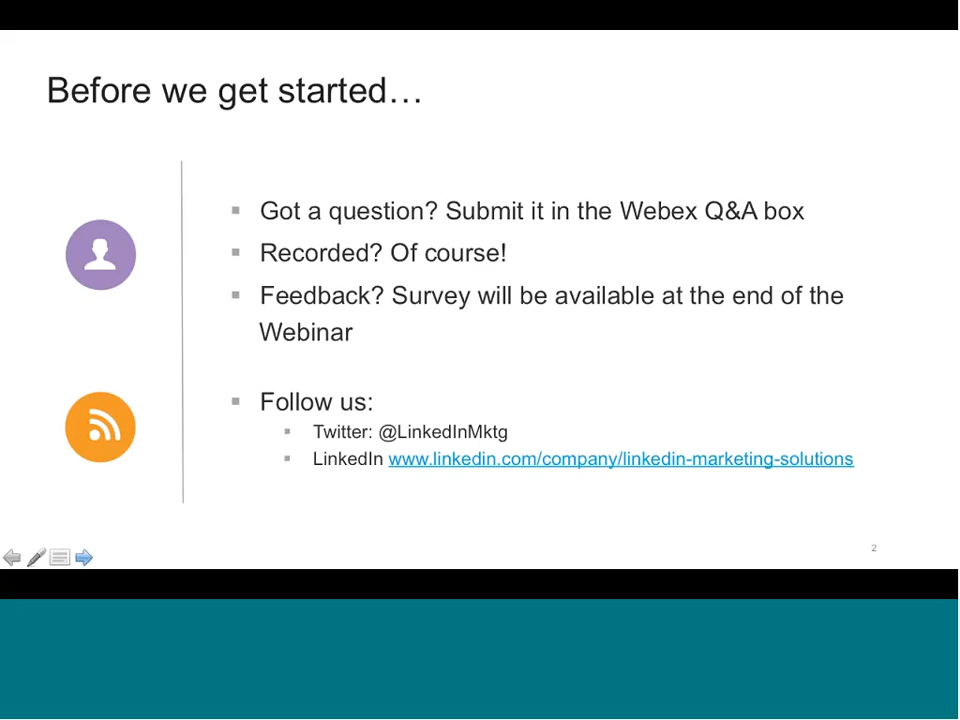 Before we get started…
Got a question? Submit it in the Webex Q&A box
Recorded? Of course!
Feedback? Survey will be available at the end of the
Webinar
Follow us:
Twitter: @LinkedInMktg
LinkedIn www.linkedin.com/company/linkedin-marketing-solutions
2